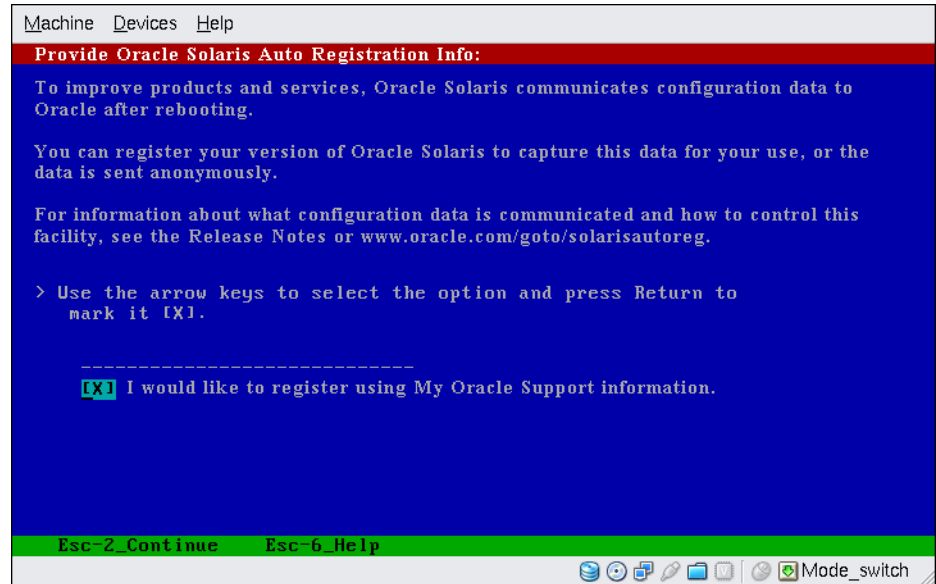 Machine Devices Help
Provide Oracle Solaris Auto Registration Info:
To improve products and services, Oracle Solaris communicates configuration data to
Oracle after rebooting.
You can register your version of Oracle Solaris to capture this data for your use, or the
data is sent anonymously.
For information about what configuration data is communicated and how to control this
facility, see the Release Notes or www.oracle.com/goto/solarisautoreg.
> Use the arrow keys to select the option and press Return to
mark it [X].
_____________________________
[X] I would like to register using My Oracle Support information.
Esc-2_Continue Esc-6_Help
Mode_switch